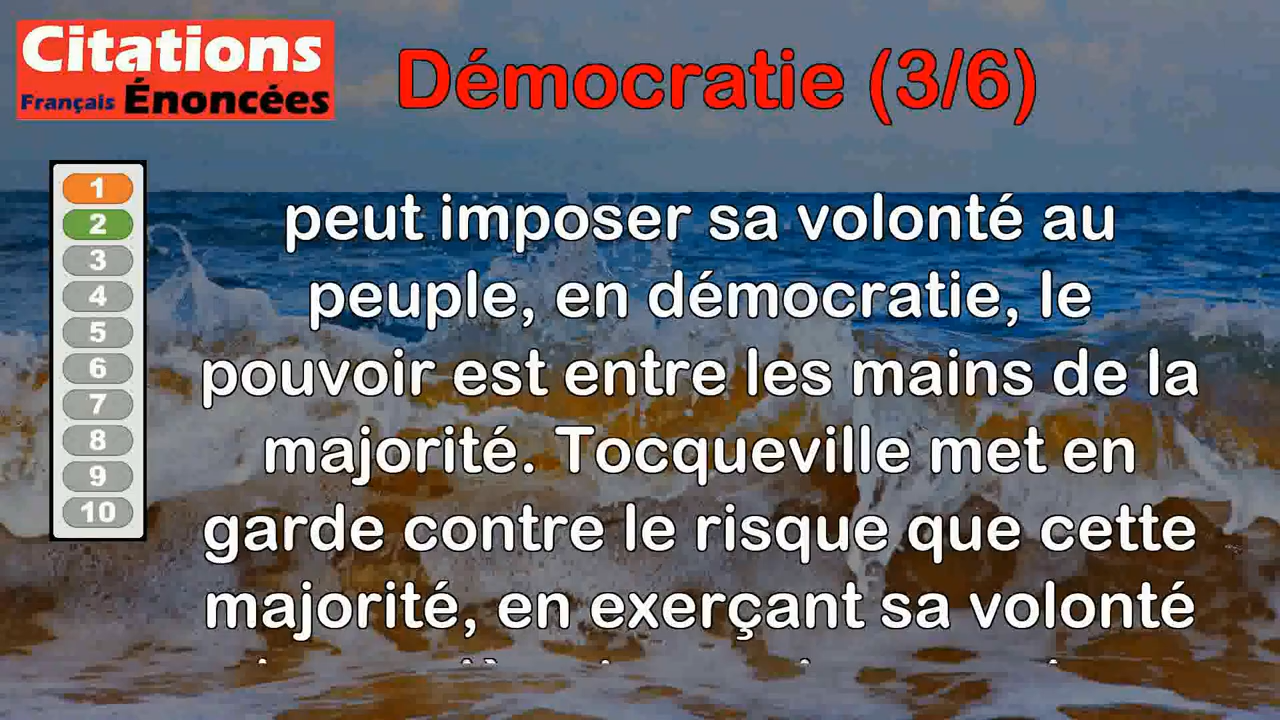 Citations
Français Énoncées
Démocratie (3/6)
1
2
3
4
5
6
7
8
9
10
peut imposer sa volonté au
peuple, en démocratie, le
pouvoir est entre les mains de la
majorité. Tocqueville met en
garde contre le risque que cette
majorité, en exerçant sa volonté